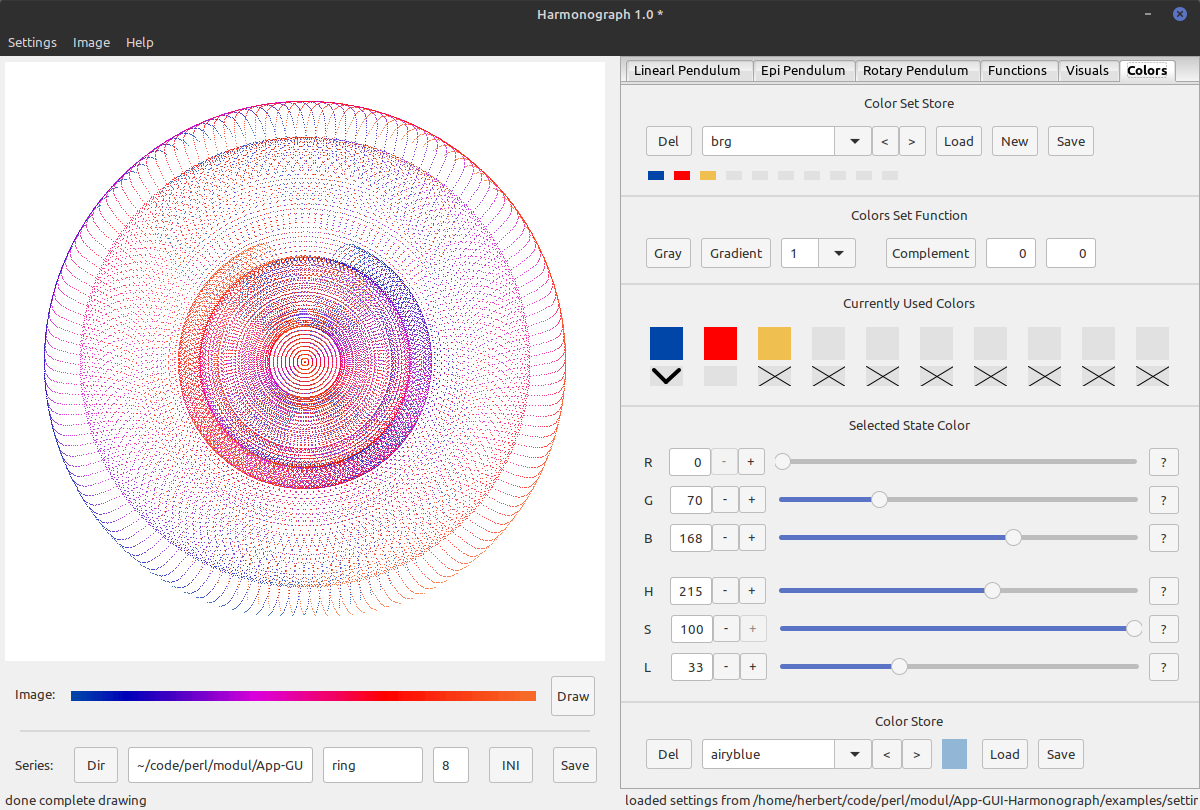 Harmonograph 1.0 *
Settings Image Help
Linearl Pendulum Epi Pendulum Rotary Pendulum Functions Visuals Colors
Color Set Store
Del brg < > Load New Save
Colors Set Function
Gray Gradient 1 Complement 0 0
Currently Used Colors
Selected State Color
R 0 - + ?
G 70 - + ?
B 168 - + ?
H 215 - + ?
S 100 - + ?
L 33 - + ?
Color Store
Del airyblue < > Load Save
Image: Draw
Series: Dir ~/code/perl/modul/App-GU ring 8 INI Save
done complete drawing
loaded settings from /home/herbert/code/perl/modul/App-GUI-Harmonograph/examples/settir